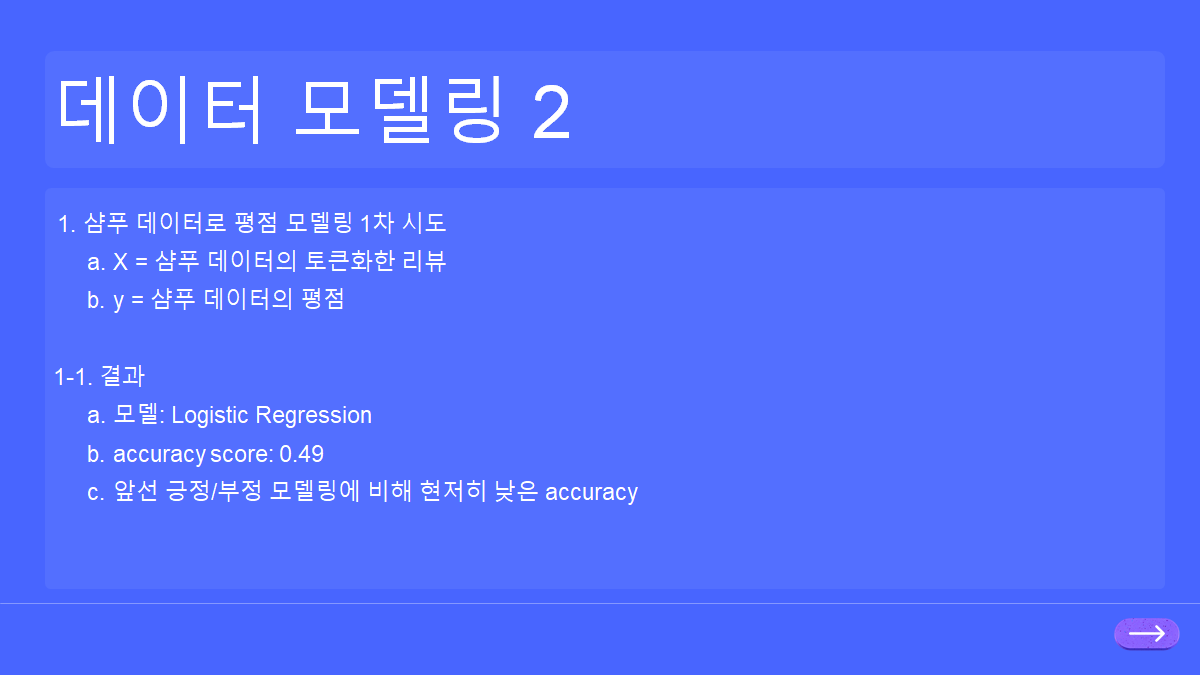 데이터 모델링 2
1. 샴푸 데이터로 평점 모델링 1차 시도
a. X = 샴푸 데이터의 토큰화한 리뷰
b. y = 샴푸 데이터의 평점
1-1. 결과
a. 모델: Logistic Regression
b. accuracy score: 0.49
c. 앞선 긍정/부정 모델링에 비해 현저히 낮은 accuracy